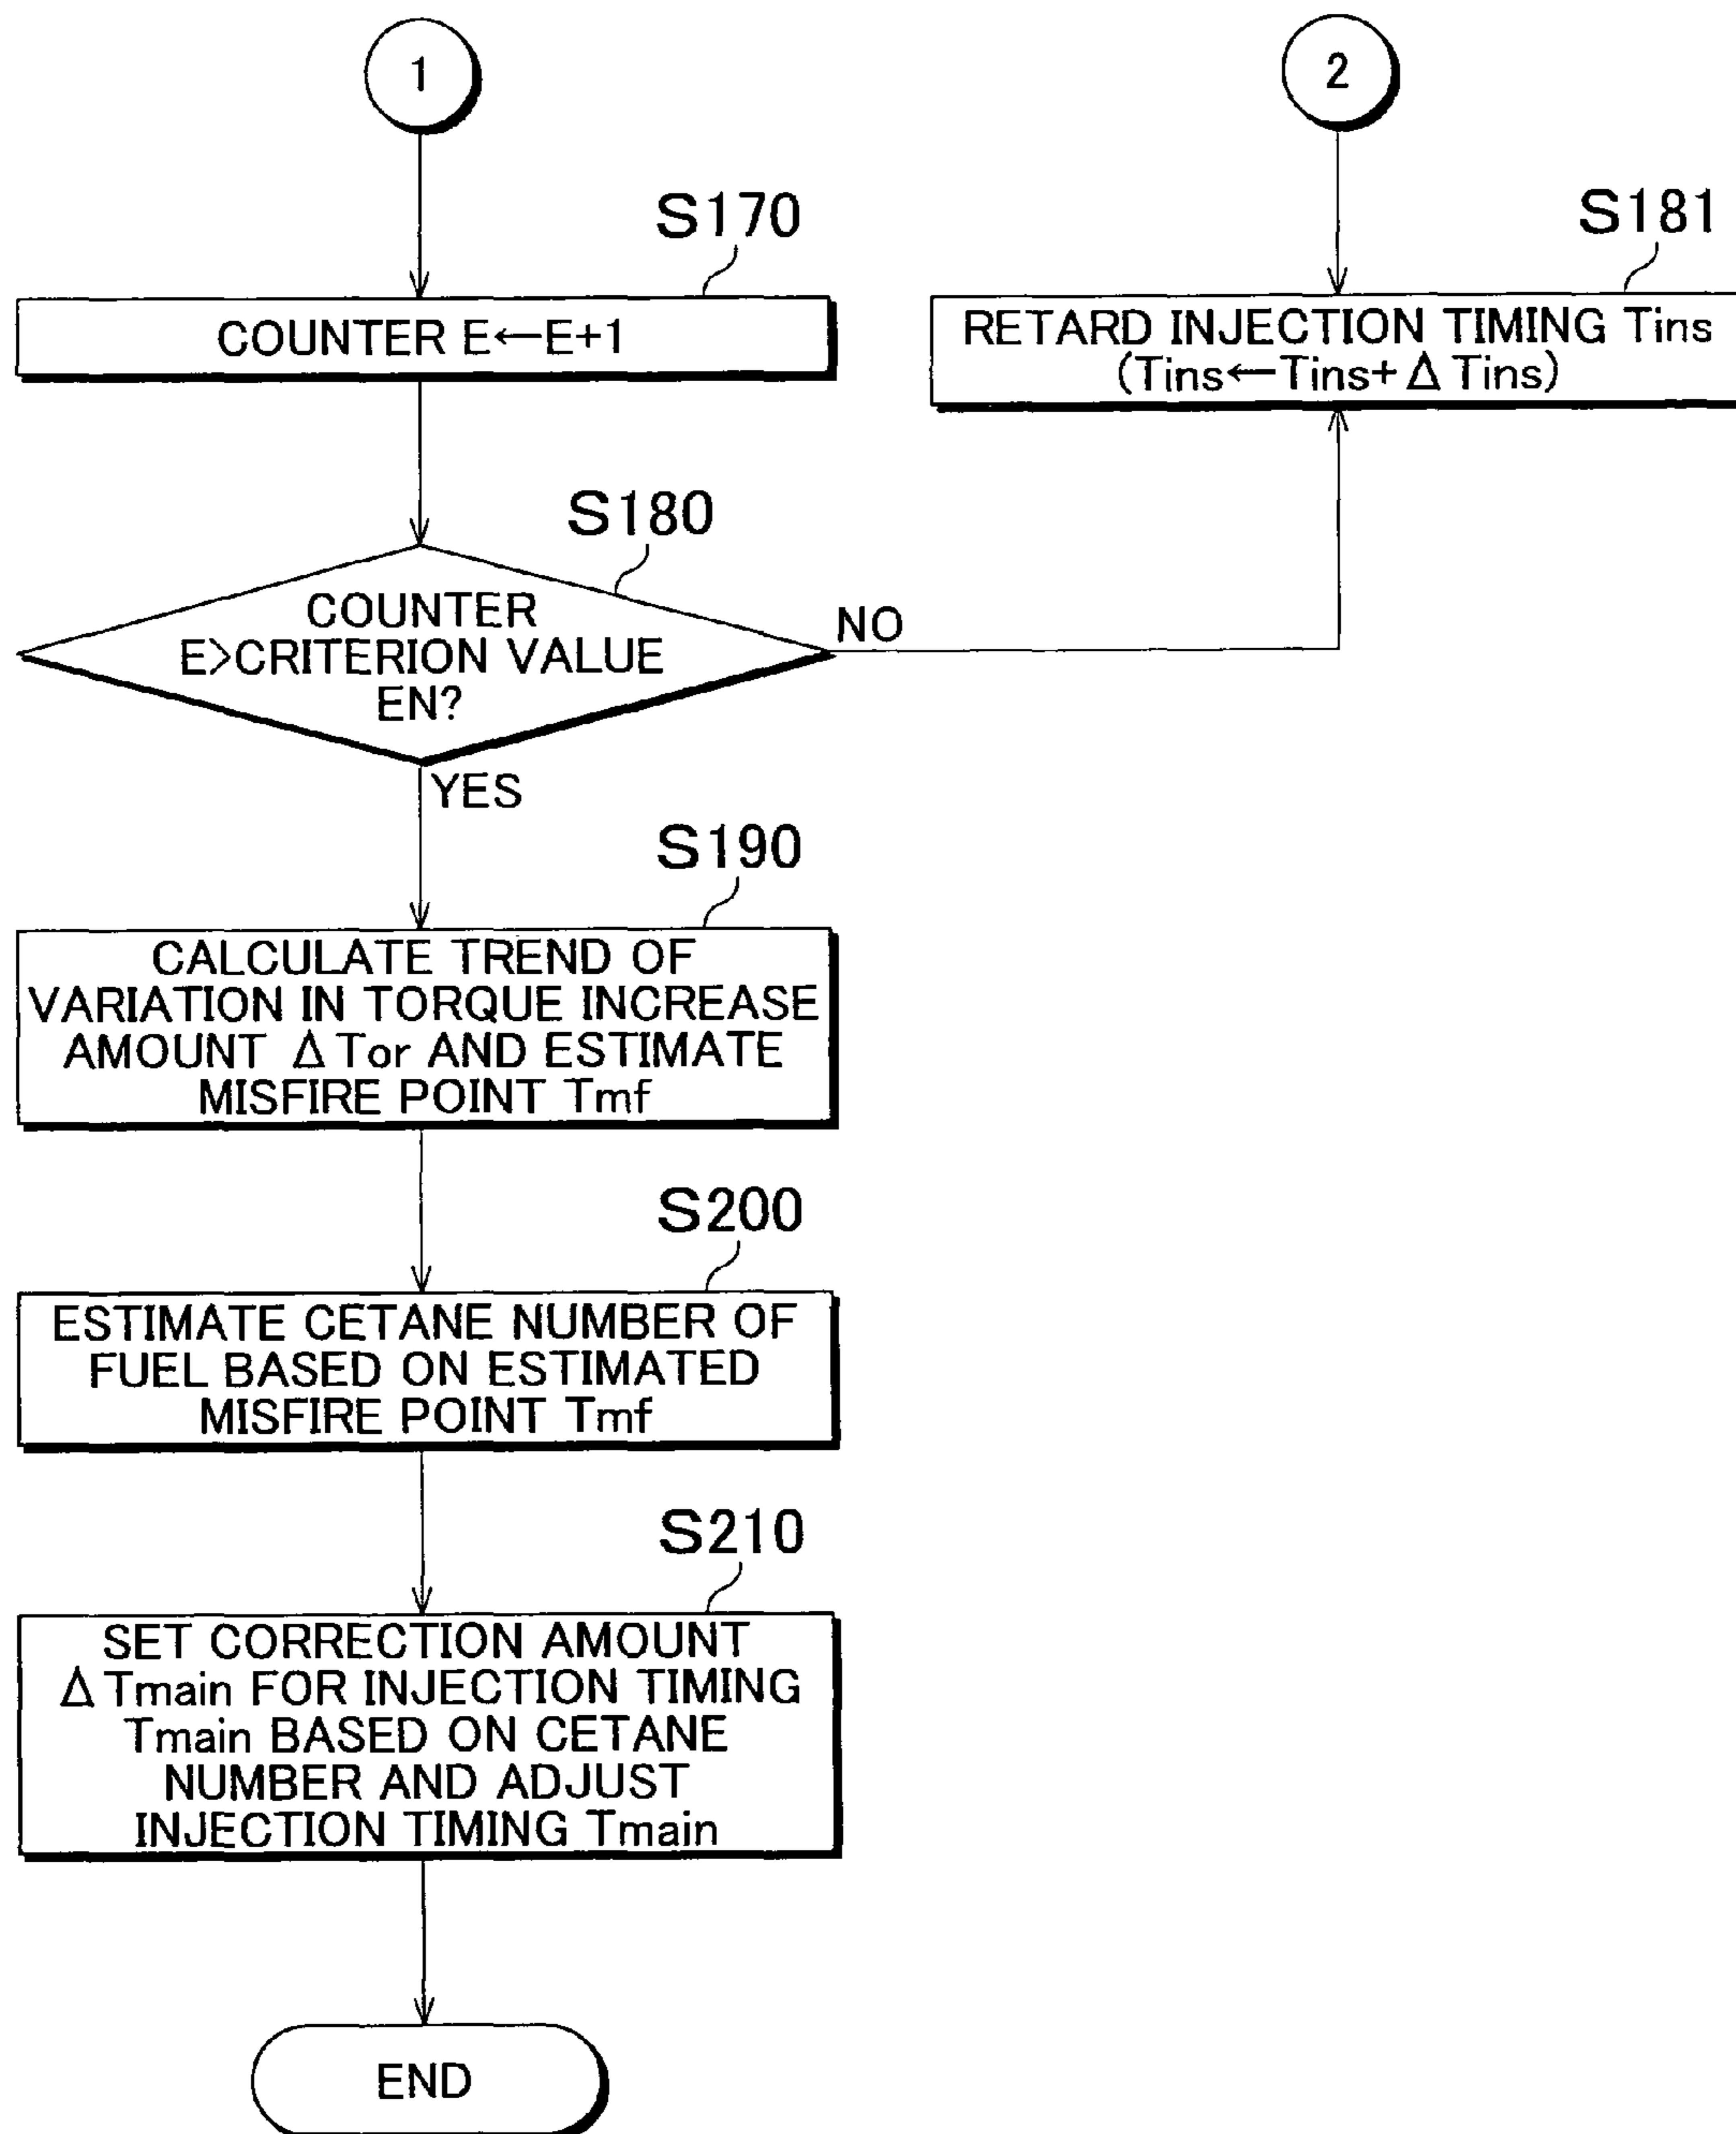 1
2
S170
COUNTER E←E+1
S181
RETARD INJECTION TIMING Tins
(Tins←Tins+ΔTins)
S180
COUNTER
E>CRITERION VALUE
EN?
NO
YES
S190
CALCULATE TREND OF
VARIATION IN TORQUE INCREASE
AMOUNT ΔTor AND ESTIMATE
MISFIRE POINT Tmf
S200
ESTIMATE CETANE NUMBER OF
FUEL BASED ON ESTIMATED
MISFIRE POINT Tmf
S210
SET CORRECTION AMOUNT
ΔTmain FOR INJECTION TIMING
Tmain BASED ON CETANE
NUMBER AND ADJUST
INJECTION TIMING Tmain
END